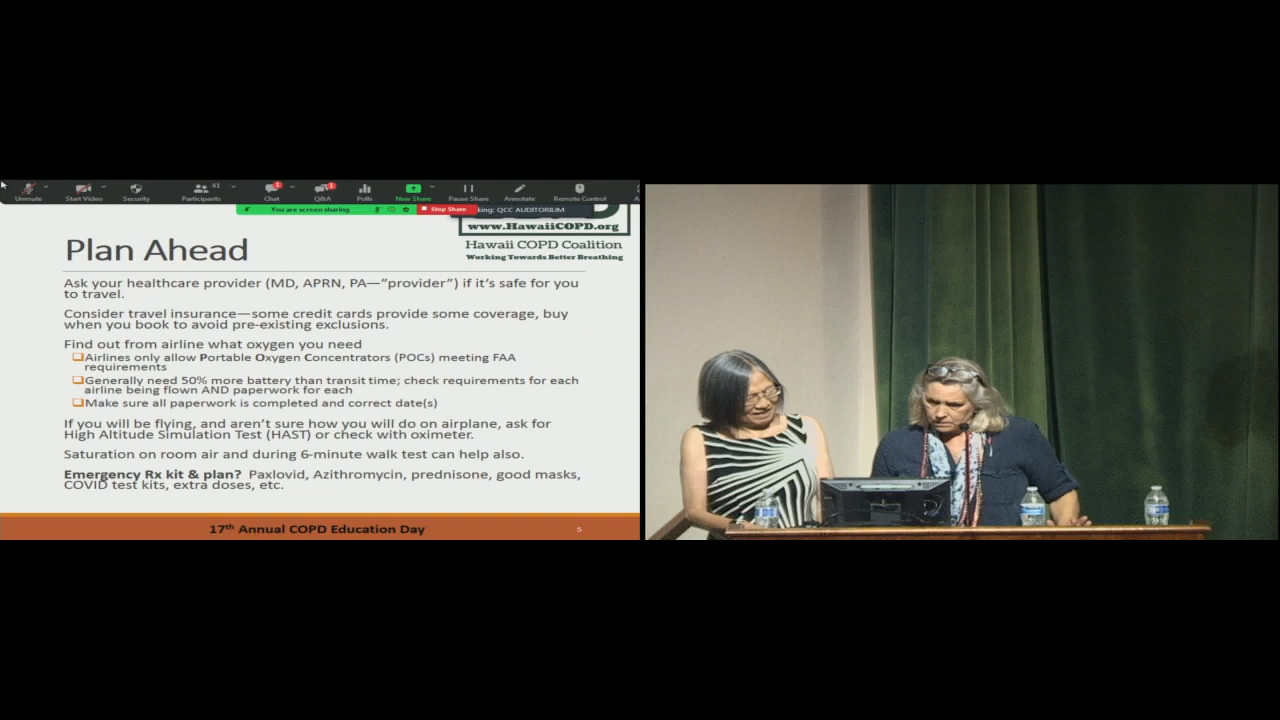 Unmute
Start Video
Security
41
Participants
1
Chat
1
Q&A
Polls
New Share
Pause Share
Annotate
Remote Control
You are screen sharing
Stop Share
king: QCC AUDITORIUM
www.HawaiiCOPD.org
Hawaii COPD Coalition
Working Towards Better Breathing
Plan Ahead
Ask your healthcare provider (MD, APRN, PA—”provider”) if it’s safe for you
to travel.
Consider travel insurance—some credit cards provide some coverage, buy
when you book to avoid pre-existing exclusions.
Find out from airline what oxygen you need
Airlines only allow Portable Oxygen Concentrators (POCs) meeting FAA
requirements
Generally need 50% more battery than transit time; check requirements for each
airline being flown AND paperwork for each
Make sure all paperwork is completed and correct date(s)
If you will be flying, and aren’t sure how you will do on airplane, ask for
High Altitude Simulation Test (HAST) or check with oximeter.
Saturation on room air and during 6-minute walk test can help also.
Emergency Rx kit & plan? Paxlovid, Azithromycin, prednisone, good masks,
COVID test kits, extra doses, etc.
17th Annual COPD Education Day
5